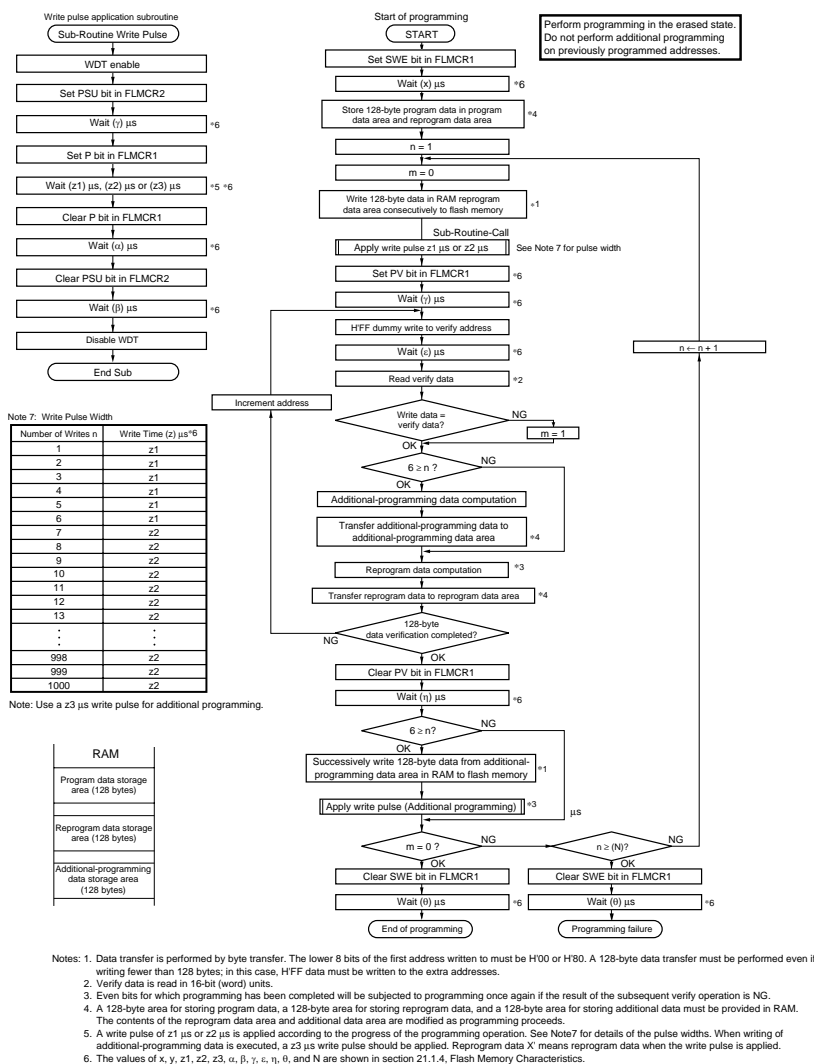 Write pulse application subroutine
Sub-Routine Write Pulse
WDT enable
Set PSU bit in FLMCR2
Wait (γ) μs
*6
Set P bit in FLMCR1
Wait (z1) μs, (z2) μs or (z3) μs
*5 *6
Clear P bit in FLMCR1
Wait (α) μs
*6
Clear PSU bit in FLMCR2
Wait (β) μs
*6
Disable WDT
End Sub
Note 7: Write Pulse Width
Number of Writes n Write Time (z) μs*6
1 z1
2 z1
3 z1
4 z1
5 z1
6 z1
7 z2
8 z2
9 z2
10 z2
11 z2
12 z2
13 z2
998 z2
999 z2
1000 z2
Note: Use a z3 μs write pulse for additional programming.
RAM
Program data storage
area (128 bytes)
Reprogram data storage
area (128 bytes)
Additional-programming
data storage area
(128 bytes)
Start of programming
START
Perform programming in the erased state.
Do not perform additional programming
on previously programmed addresses.
Set SWE bit in FLMCR1
Wait (x) μs
*6
Store 128-byte program data in program
data area and reprogram data area
*4
n = 1
m = 0
Write 128-byte data in RAM reprogram
data area consecutively to flash memory
*1
Sub-Routine-Call
Apply write pulse z1 μs or z2 μs
See Note 7 for pulse width
Set PV bit in FLMCR1
*6
Wait (γ) μs
*6
H'FF dummy write to verify address
n ← n + 1
Wait (ε) μs
*6
Read verify data
*2
Increment address
Write data =
verify data?
NG
m = 1
OK
6 ≥ n ?
NG
OK
Additional-programming data computation
Transfer additional-programming data to
additional-programming data area
*4
Reprogram data computation
*3
Transfer reprogram data to reprogram data area
*4
128-byte
data verification completed?
NG
OK
Clear PV bit in FLMCR1
Wait (η) μs
*6
6 ≥ n?
NG
OK
Successively write 128-byte data from additional-
programming data area in RAM to flash memory
*1
Apply write pulse (Additional programming)
*3
μs
m = 0 ?
NG
n ≥ (N)?
NG
OK
OK
Clear SWE bit in FLMCR1
Clear SWE bit in FLMCR1
Wait (θ) μs
*6
Wait (θ) μs
*6
End of programming
Programming failure
Notes: 1. Data transfer is performed by byte transfer. The lower 8 bits of the first address written to must be H'00 or H'80. A 128-byte data transfer must be performed even if
writing fewer than 128 bytes; in this case, H'FF data must be written to the extra addresses.
2. Verify data is read in 16-bit (word) units.
3. Even bits for which programming has been completed will be subjected to programming once again if the result of the subsequent verify operation is NG.
4. A 128-byte area for storing program data, a 128-byte area for storing reprogram data, and a 128-byte area for storing additional data must be provided in RAM.
The contents of the reprogram data area and additional data area are modified as programming proceeds.
5. A write pulse of z1 μs or z2 μs is applied according to the progress of the programming operation. See Note7 for details of the pulse widths. When writing of
additional-programming data is executed, a z3 μs write pulse should be applied. Reprogram data X' means reprogram data when the write pulse is applied.
6. The values of x, y, z1, z2, z3, α, β, γ, ε, η, θ, and N are shown in section 21.1.4, Flash Memory Characteristics.